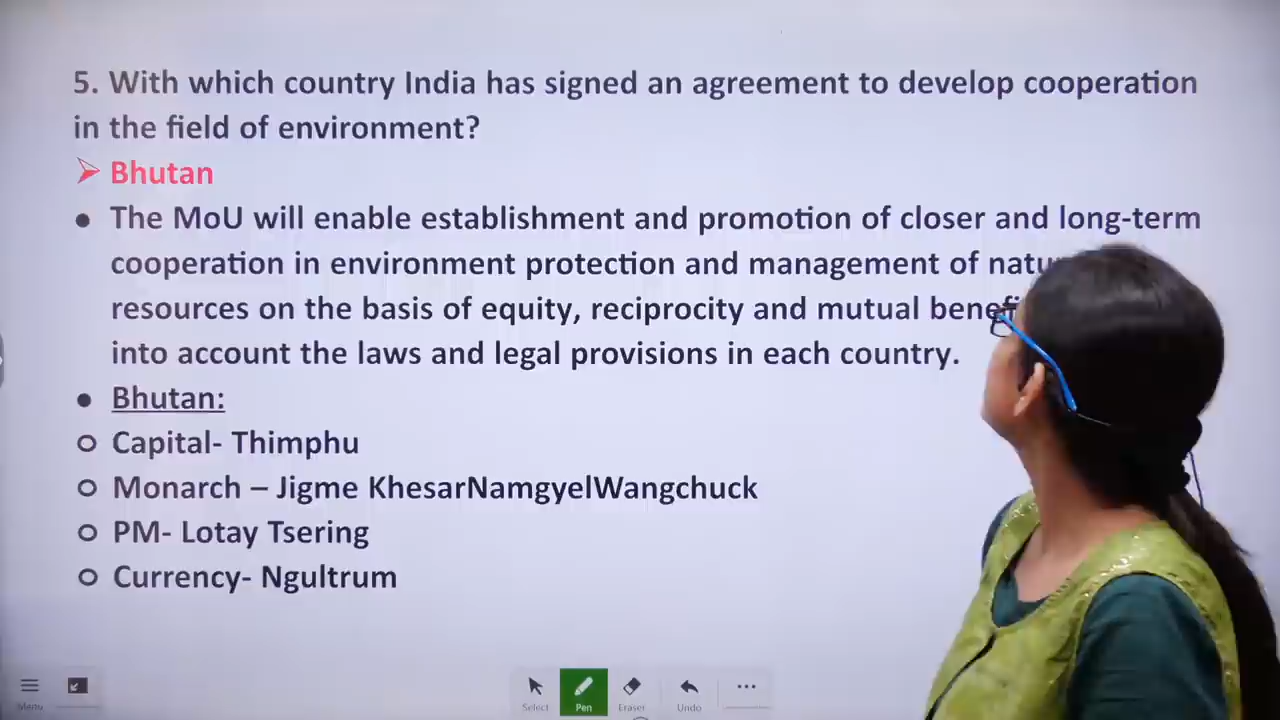 5. With which country India has signed an agreement to develop cooperation
in the field of environment?
Bhutan
The MoU will enable establishment and promotion of closer and long-term
cooperation in environment protection and management of
resources on the basis of equity, reciprocity and mutual
into account the laws and legal provisions in each country.
Bhutan:
Capital- Thimphu
Monarch – Jigme KhesarNamgyelWangchuck
PM- Lotay Tsering
Currency- Ngultrum
Menu
Select
Pen
Eraser
Undo